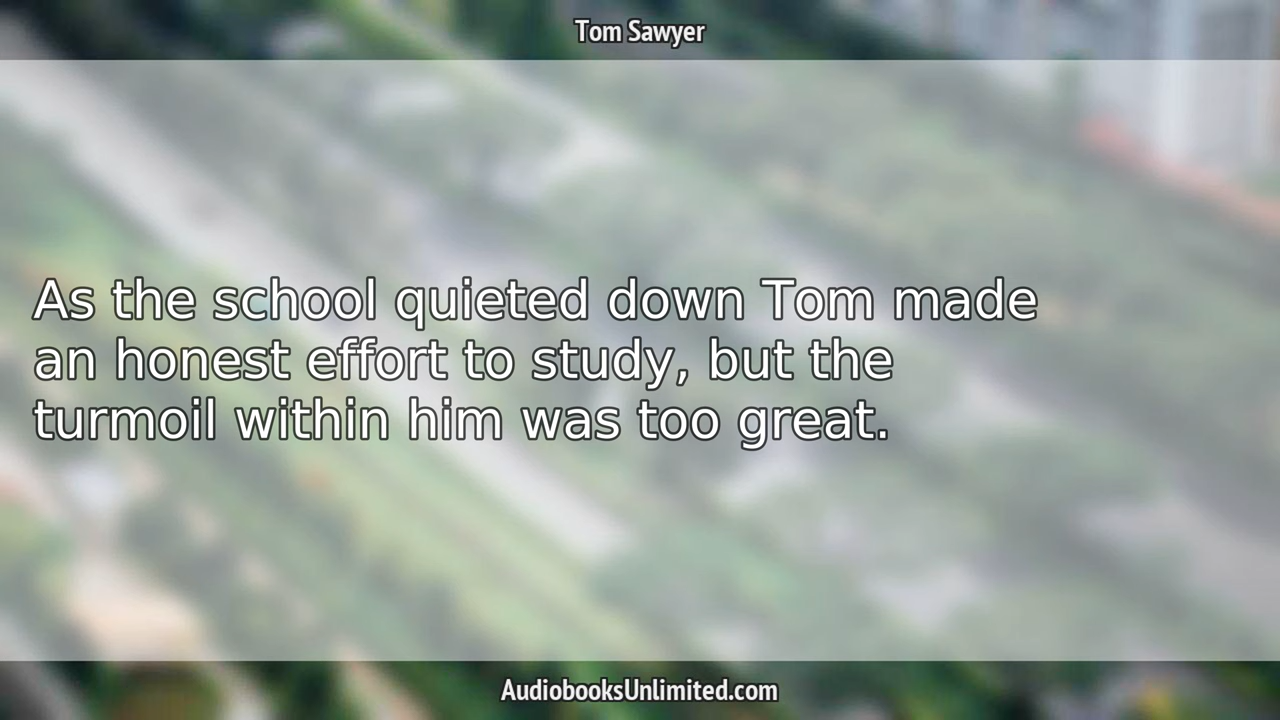 Tom Sawyer
As the school quieted down Tom made
an honest effort to study, but the
turmoil within him was too great.
AudiobooksUnlimited.com